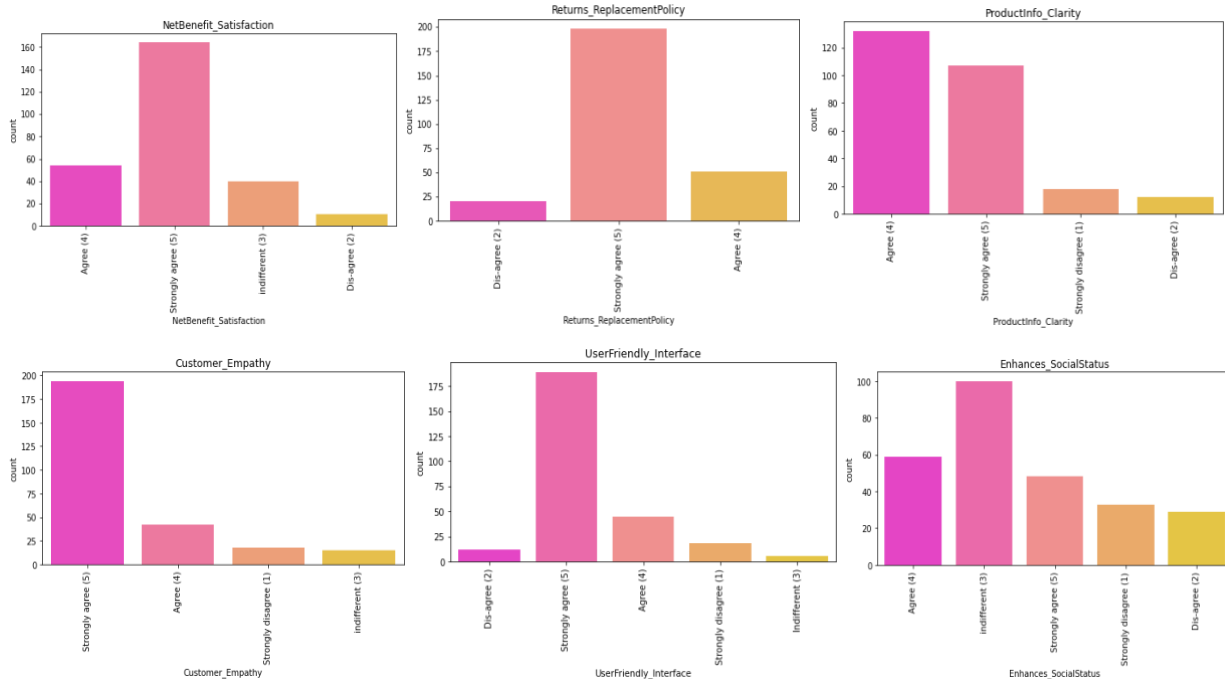 NetBenefit_Satisfaction
160
140
120
100
80
60
40
20
0
count
Agree (4)
Strongly agree (5)
indifferent (3)
Dis-agree (2)
NetBenefit_Satisfaction
Returns_ReplacementPolicy
200
175
150
125
100
75
50
25
0
count
Dis-agree (2)
Strongly agree (5)
Agree (4)
Returns_ReplacementPolicy
ProductInfo_Clarity
120
100
80
60
40
20
0
count
Agree (4)
Strongly agree (5)
Strongly disagree (1)
Dis-agree (2)
ProductInfo_Clarity
Customer_Empathy
200
175
150
125
100
75
50
25
0
count
Strongly agree (5)
Agree (4)
Strongly disagree (1)
indifferent (3)
Customer_Empathy
UserFriendly_Interface
175
150
125
100
75
50
25
0
count
Dis-agree (2)
Strongly agree (5)
Agree (4)
Strongly disagree (1)
Indifferent (3)
UserFriendly_Interface
Enhances_SocialStatus
100
80
60
40
20
0
count
Agree (4)
indifferent (3)
Strongly agree (5)
Strongly disagree (1)
Dis-agree (2)
Enhances_SocialStatus